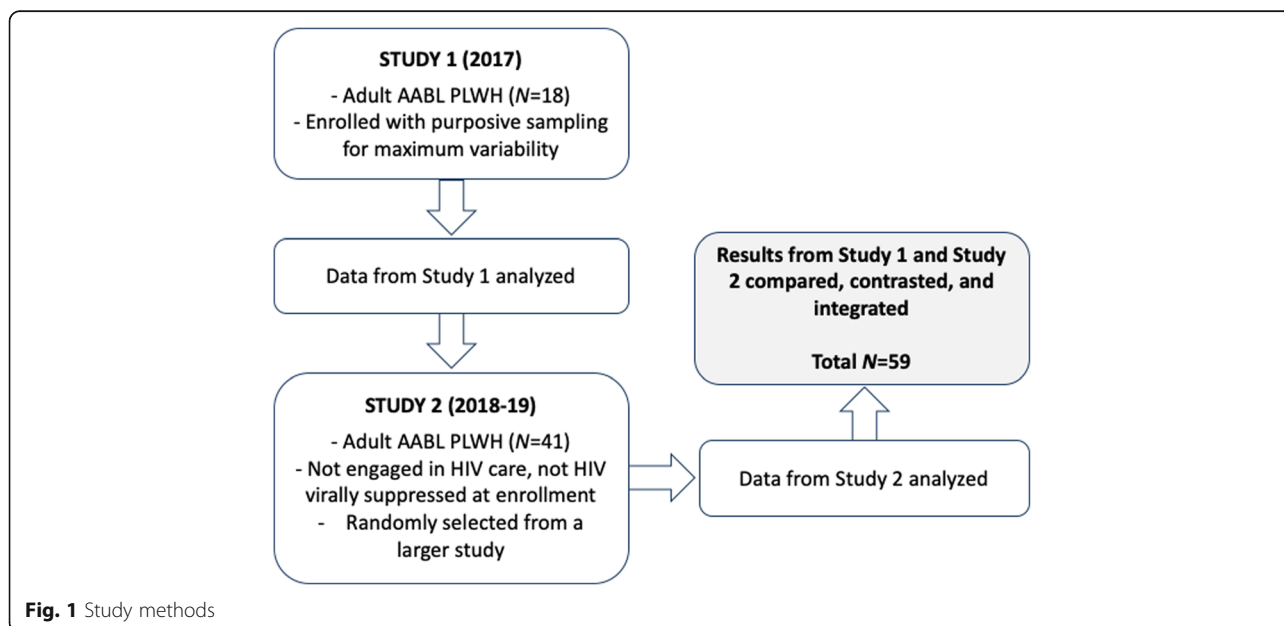 STUDY 1 (2017)
- Adult AABL PLWH (N=18)
- Enrolled with purposive sampling
for maximum variability
Data from Study 1 analyzed
STUDY 2 (2018-19)
- Adult AABL PLWH (N=41)
- Not engaged in HIV care, not HIV
virally suppressed at enrollment
- Randomly selected from a
larger study
Data from Study 2 analyzed
Results from Study 1 and Study
2 compared, contrasted, and
integrated
Total N=59
Fig. 1 Study methods